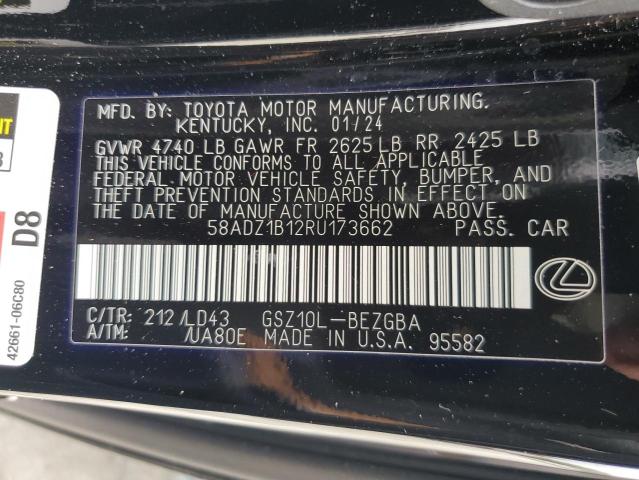 MFD. BY: TOYOTA MOTOR MANUFACTURING,
KENTUCKY, INC. 01/24
GVWR 4740 LB GAWR FR 2625 LB RR 2425 LB
THIS VEHICLE CONFORMS TO ALL APPLICABLE
FEDERAL MOTOR VEHICLE SAFETY, BUMPER, AND
THEFT PREVENTION STANDARDS IN EFFECT ON
THE DATE OF MANUFACTURE SHOWN ABOVE.
58ADZ1B12RU173662 PASS. CAR
C/TR: 212/LD43 GSZ10L-BEZGBA
A/TM: /UA80E MADE IN U.S.A. 95582
D8
42661-06C80